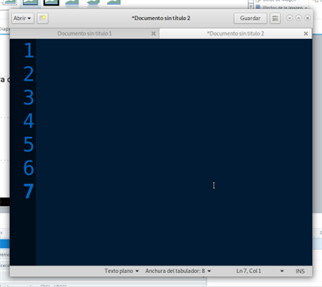 Abrir
*Documento sin título 2
Guardar
Documento sin título 1
*Documento sin título 2
1
2
3
4
5
6
7
Texto plano
Anchura del tabulador: 8
Ln 7, Col 1
INS